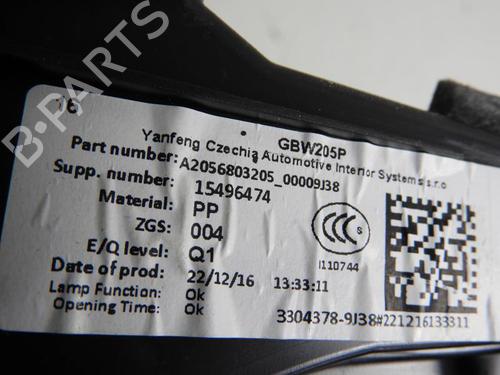 16
GBW205P
Yanfeng Czechia Automotive Interior Systems s.r.o
Part number: A2056803205_00009J38
Supp. number: 15496474
Material: PP
ZGS: 004
E/Q level: Q1
Date of prod: 22/12/16 13:33:11
Lamp Function: Ok
Opening Time: Ok
CCC
I110744
3304378-9J38#221216133311
B-PARTS